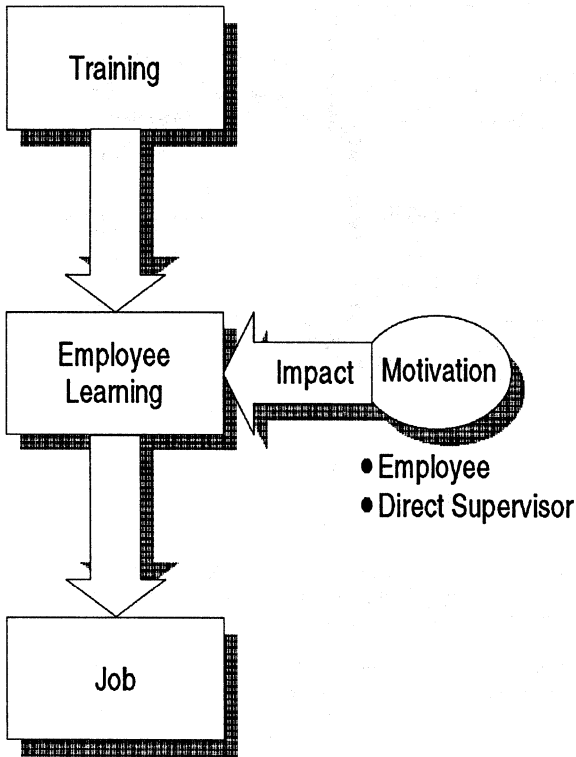 Training
Employee
Learning
Impact
Motivation
● Employee
● Direct Supervisor
Job